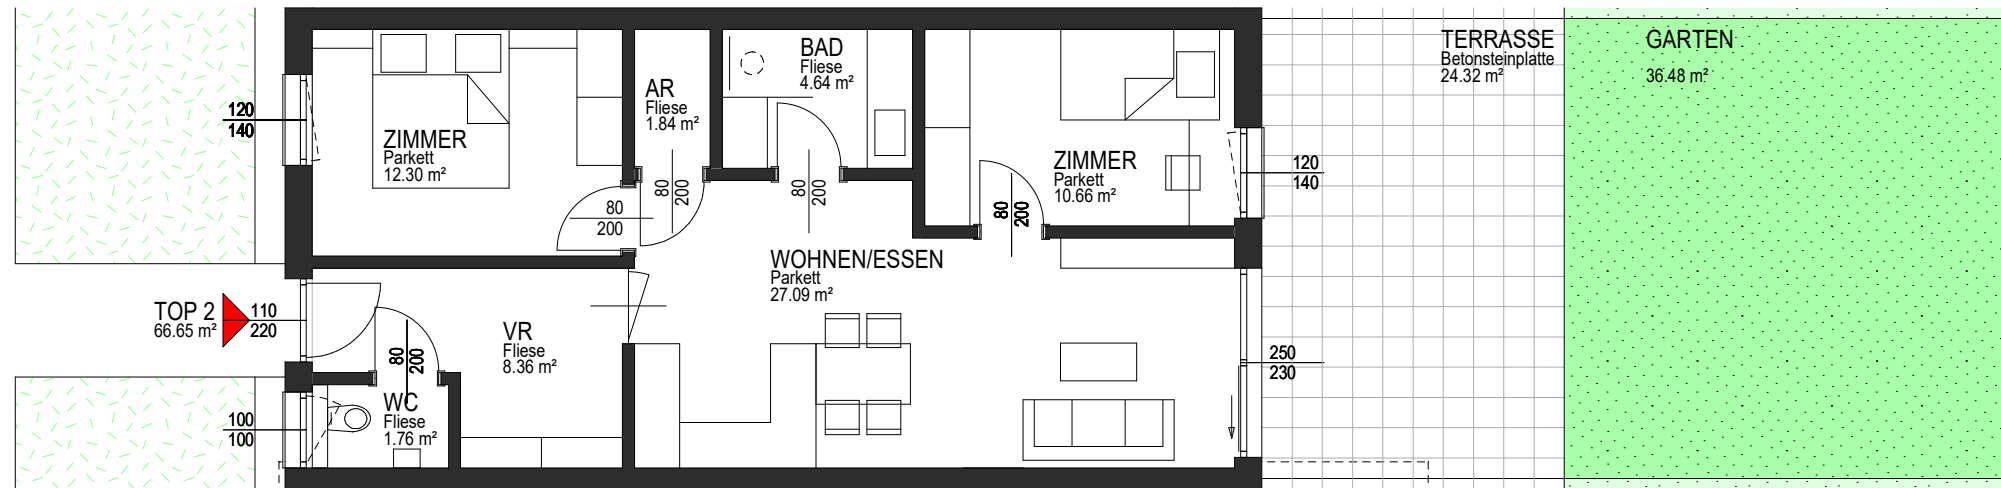 TERRASSE
Betonsteinplatte
24.32 m²
GARTEN
36.48 m²
BAD
Fliese
4.64 m²
AR
Fliese
1.84 m²
120
140
ZIMMER
Parkett
12.30 m²
ZIMMER
Parkett
10.66 m²
120
140
80
200
80
200
80
200
80
200
WOHNEN/ESSEN
Parkett
27.09 m²
TOP 2
66.65 m²
110
220
VR
Fliese
8.36 m²
80
200
250
230
WC
Fliese
1.76 m²
100
100